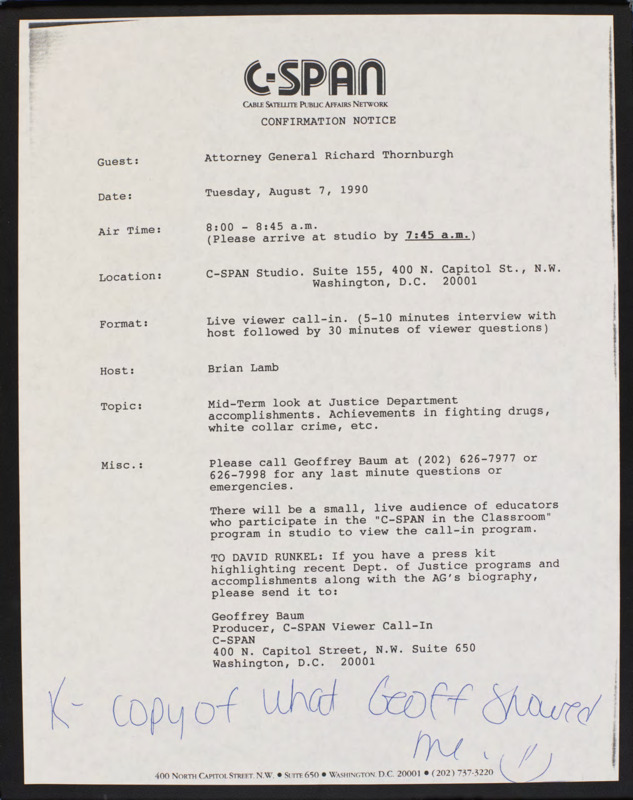 C-SPAN
CABLE SATELLITE PUBLIC AFFAIRS NETWORK
CONFIRMATION NOTICE
Guest: Attorney General Richard Thornburgh
Date: Tuesday, August 7, 1990
Air Time: 8:00 - 8:45 a.m.
(Please arrive at studio by 7:45 a.m.)
Location: C-SPAN Studio. Suite 155, 400 N. Capitol St., N.W.
Washington, D.C. 20001
Format: Live viewer call-in. (5-10 minutes interview with
host followed by 30 minutes of viewer questions)
Host: Brian Lamb
Topic: Mid-Term look at Justice Department
accomplishments. Achievements in fighting drugs,
white collar crime, etc.
Misc.: Please call Geoffrey Baum at (202) 626-7977 or
626-7998 for any last minute questions or
emergencies.
There will be a small, live audience of educators
who participate in the "C-SPAN in the Classroom"
program in studio to view the call-in program.
TO DAVID RUNKEL: If you have a press kit
highlighting recent Dept. of Justice programs and
accomplishments along with the AG's biography,
please send it to:
Geoffrey Baum
Producer, C-SPAN Viewer Call-In
C-SPAN
400 N. Capitol Street, N.W. Suite 650
Washington, D.C. 20001
K- copy of what Geoff showed
me.
400 NORTH CAPITOL STREET N.W. ● SUITE 650 ● WASHINGTON D.C. 20001 ● (202) 737-3220